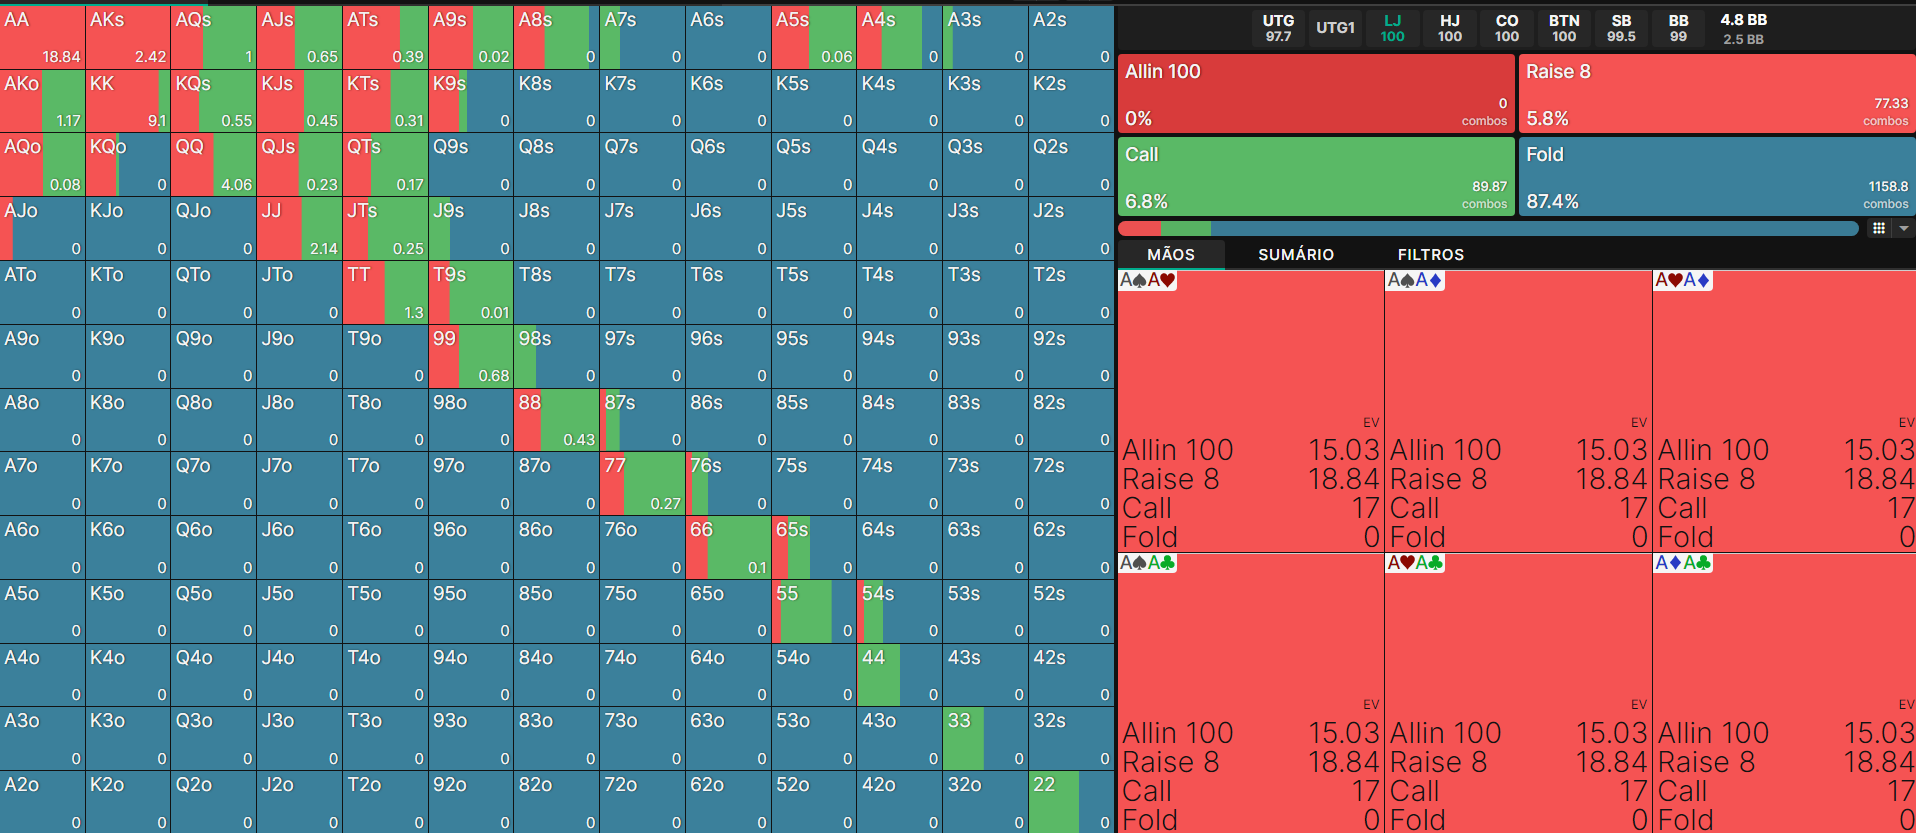 AA AKs AQs AJs ATs A9s A8s A7s A6s A5s A4s A3s A2s
18.84 2.42 1 0.65 0.39 0.02 0 0 0 0.06 0 0 0
AKo KK KQs KJs KTs K9s K8s K7s K6s K5s K4s K3s K2s
1.17 9.1 0.55 0.45 0.31 0 0 0 0 0 0 0 0
AQo KQo QQ QJs QTs Q9s Q8s Q7s Q6s Q5s Q4s Q3s Q2s
0.08 0 4.06 0.23 0.17 0 0 0 0 0 0 0 0
AJo KJo QJo JJ JTs J9s J8s J7s J6s J5s J4s J3s J2s
0 0 0 2.14 0.25 0 0 0 0 0 0 0 0
ATo KTo QTo JTo TT T9s T8s T7s T6s T5s T4s T3s T2s
0 0 0 0 1.3 0.01 0 0 0 0 0 0 0
A9o K9o Q9o J9o T9o 99 98s 97s 96s 95s 94s 93s 92s
0 0 0 0 0 0.68 0 0 0 0 0 0 0
A8o K8o Q8o J8o T8o 98o 88 87s 86s 85s 84s 83s 82s
0 0 0 0 0 0 0.43 0 0 0 0 0 0
A7o K7o Q7o J7o T7o 97o 87o 77 76s 75s 74s 73s 72s
0 0 0 0 0 0 0 0.27 0 0 0 0 0
A6o K6o Q6o J6o T6o 96o 86o 76o 66 65s 64s 63s 62s
0 0 0 0 0 0 0 0 0.1 0 0 0 0
A5o K5o Q5o J5o T5o 95o 85o 75o 65o 55 54s 53s 52s
0 0 0 0 0 0 0 0 0 0 0 0 0
A4o K4o Q4o J4o T4o 94o 84o 74o 64o 54o 44 43s 42s
0 0 0 0 0 0 0 0 0 0 0 0
A3o K3o Q3o J3o T3o 93o 83o 73o 63o 53o 43o 33 32s
0 0 0 0 0 0 0 0 0 0 0 0
A2o K2o Q2o J2o T2o 92o 82o 72o 62o 52o 42o 32o 22
0 0 0 0 0 0 0 0 0 0 0 0
UTG UTG1 LJ HJ CO BTN SB BB 4.8 BB
97.7 100 100 100 100 99.5 99 2.5 BB
Allin 100
0
0% combos
Raise 8
77.33
5.8% combos
Call
89.87
6.8% combos
Fold
1158.8
87.4% combos
MÃOS SUMÁRIO FILTROS
A♠A♥ A♠A♦ A♥A♦
EV EV EV
Allin 100 15.03 Allin 100 15.03 Allin 100 15.03
Raise 8 18.84 Raise 8 18.84 Raise 8 18.84
Call 17 Call 17 Call 17
Fold 0 Fold 0 Fold 0
A♠A♣ A♥A♣ A♦A♣
EV EV EV
Allin 100 15.03 Allin 100 15.03 Allin 100 15.03
Raise 8 18.84 Raise 8 18.84 Raise 8 18.84
Call 17 Call 17 Call 17
Fold 0 Fold 0 Fold 0